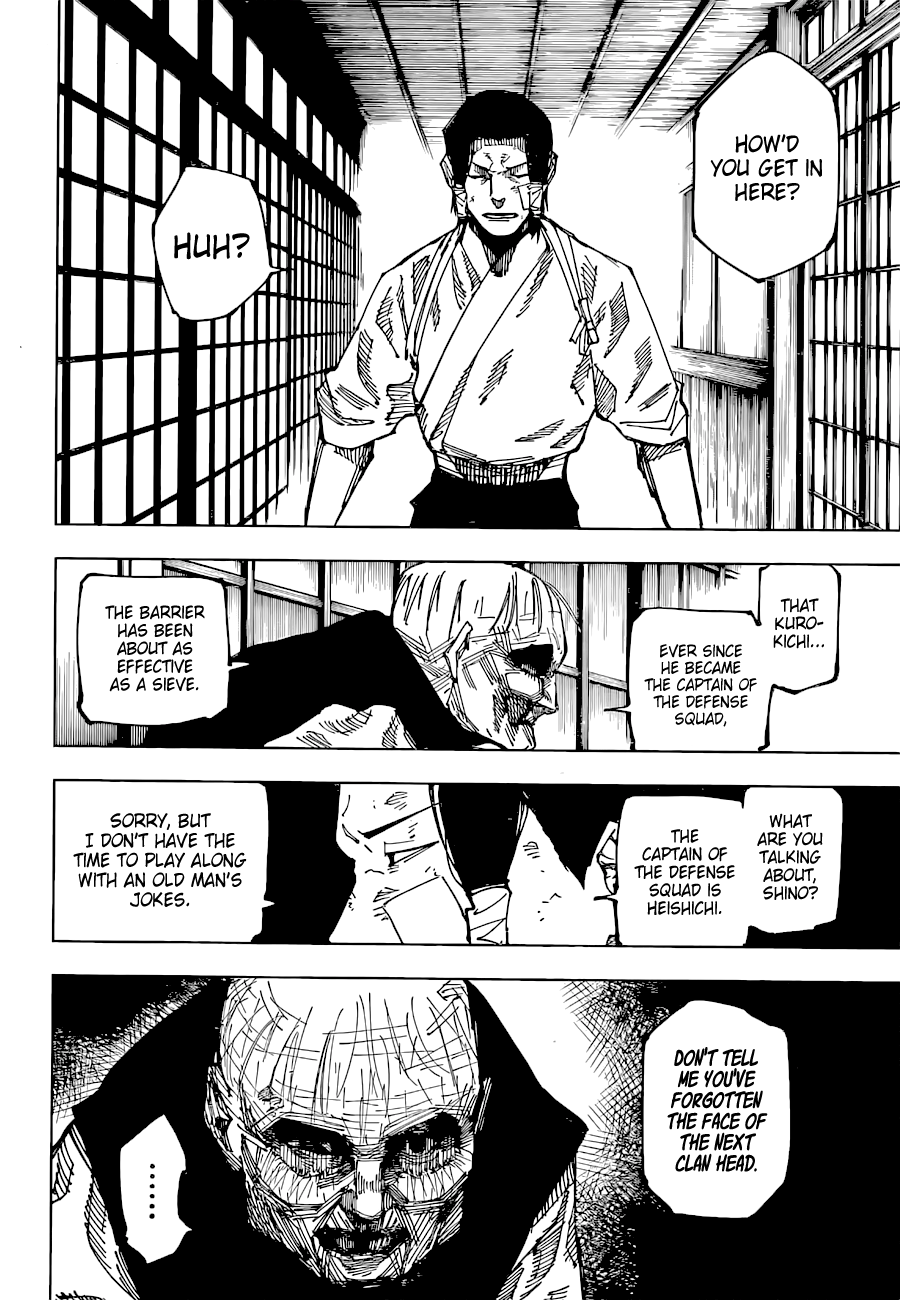 HOW'D
YOU GET IN
HERE?
HUH?
THAT
KURO-
KICHI...
EVER SINCE
HE BECAME
THE CAPTAIN OF
THE DEFENSE
SQUAD,
THE BARRIER
HAS BEEN
ABOUT AS
EFFECTIVE
AS A SIEVE.
WHAT
ARE YOU
TALKING
ABOUT,
SHINO?
THE
CAPTAIN OF
THE DEFENSE
SQUAD IS
HEISHICHI.
SORRY, BUT
I DON'T HAVE THE
TIME TO PLAY ALONG
WITH AN OLD MAN'S
JOKES.
DON'T TELL
ME YOU'VE
FORGOTTEN
THE FACE OF
THE NEXT
CLAN HEAD.
......